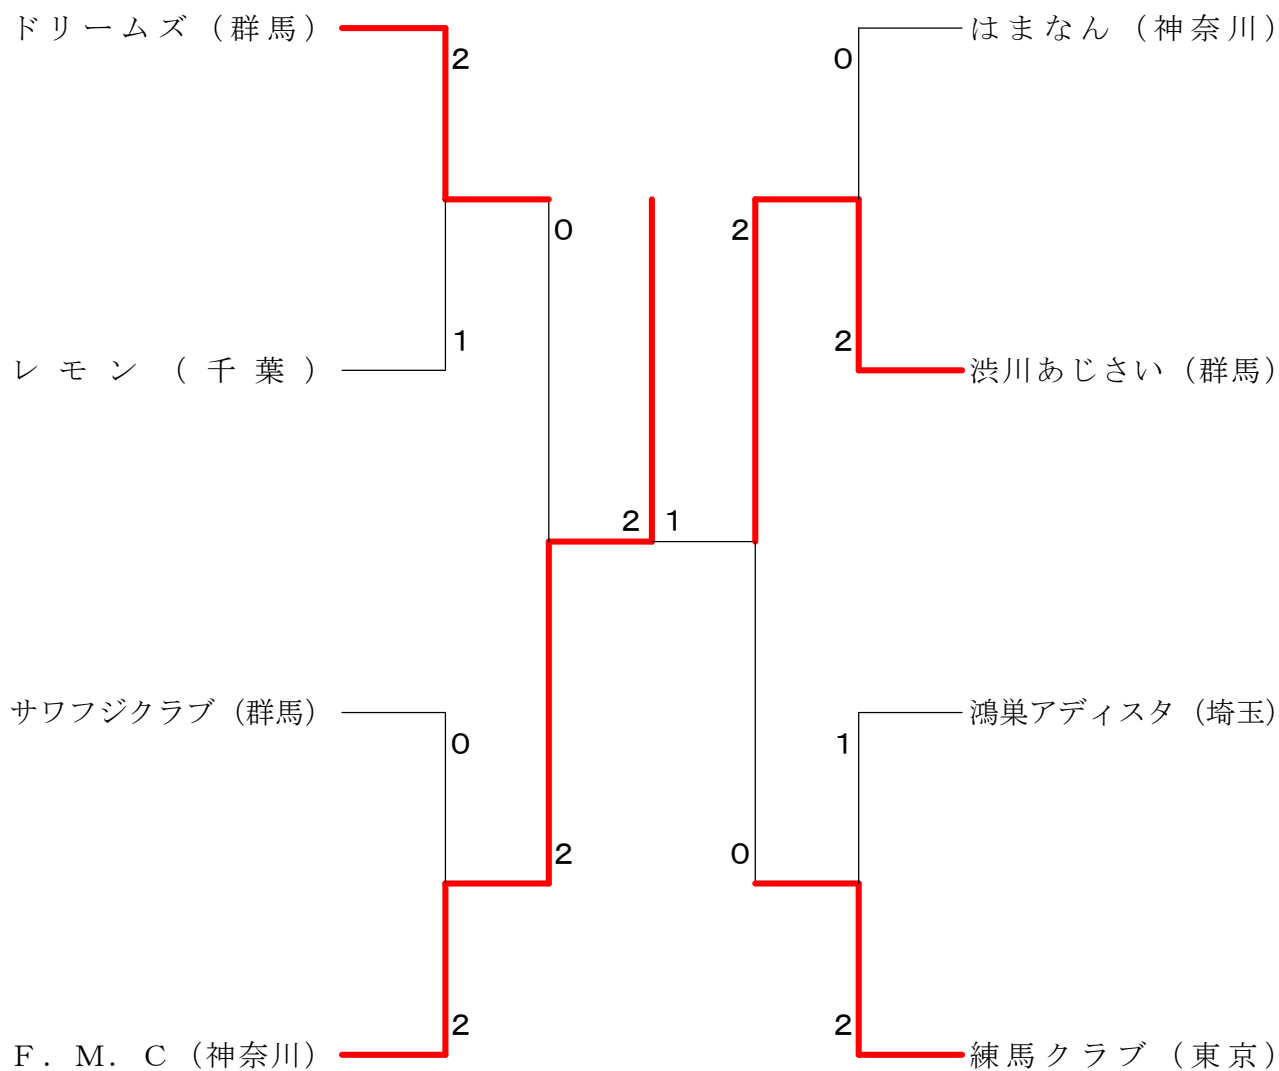 ドリームズ（群馬）
はまなん（神奈川）
2
0
0
2
1
2
レモン（千葉）
渋川あじさい（群馬）
2 1
サワフジクラブ（群馬）
鴻巣アディスタ（埼玉）
0
1
2
0
2
2
Ｆ．Ｍ．Ｃ（神奈川）
練馬クラブ（東京）